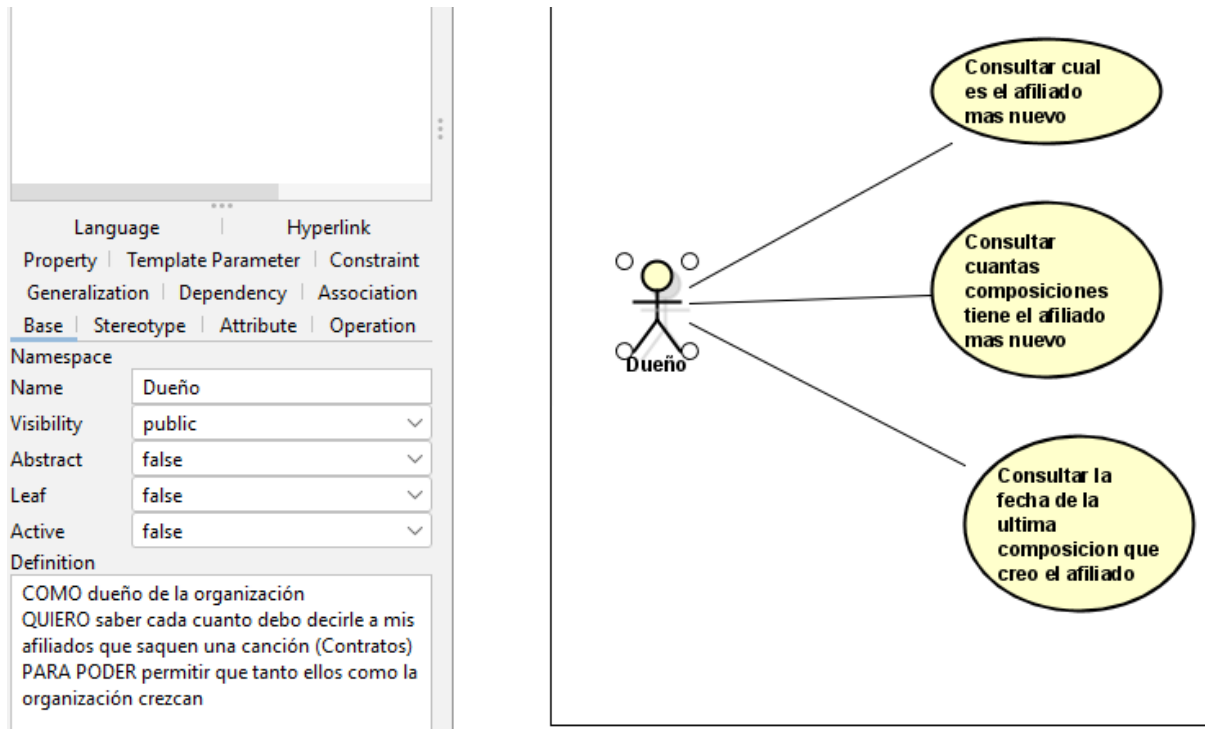 Language
Hyperlink
Property
Template Parameter
Constraint
Generalization
Dependency
Association
Base
Stereotype
Attribute
Operation
Namespace
Name
Dueño
Visibility
public
Abstract
false
Leaf
false
Active
false
Definition
COMO dueño de la organización
QUIERO saber cada cuanto debo decirle a mis
afiliados que saquen una canción (Contratos)
PARA PODER permitir que tanto ellos como la
organización crezcan
Consultar cual
es el afiliado
mas nuevo
Consultar
cuantas
composiciones
tiene el afiliado
mas nuevo
Dueño
Consultar la
fecha de la
ultima
composicion que
creo el afiliado